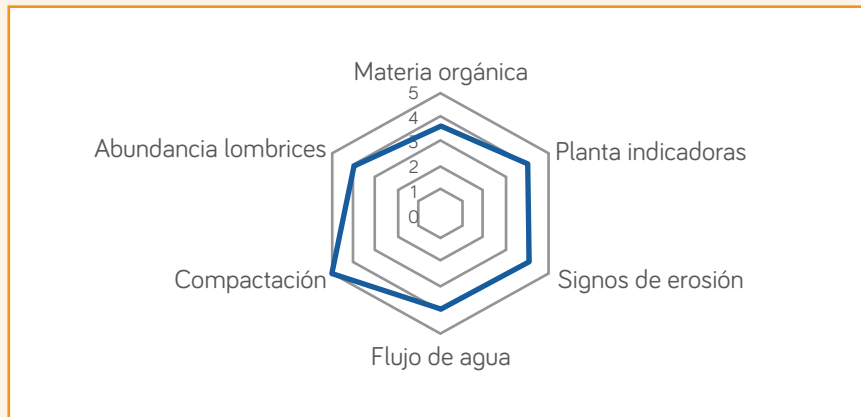 Materia orgánica
5
4
3
2
1
0
Abundancia lombrices
Planta indicadoras
Compactación
Signos de erosión
Flujo de agua